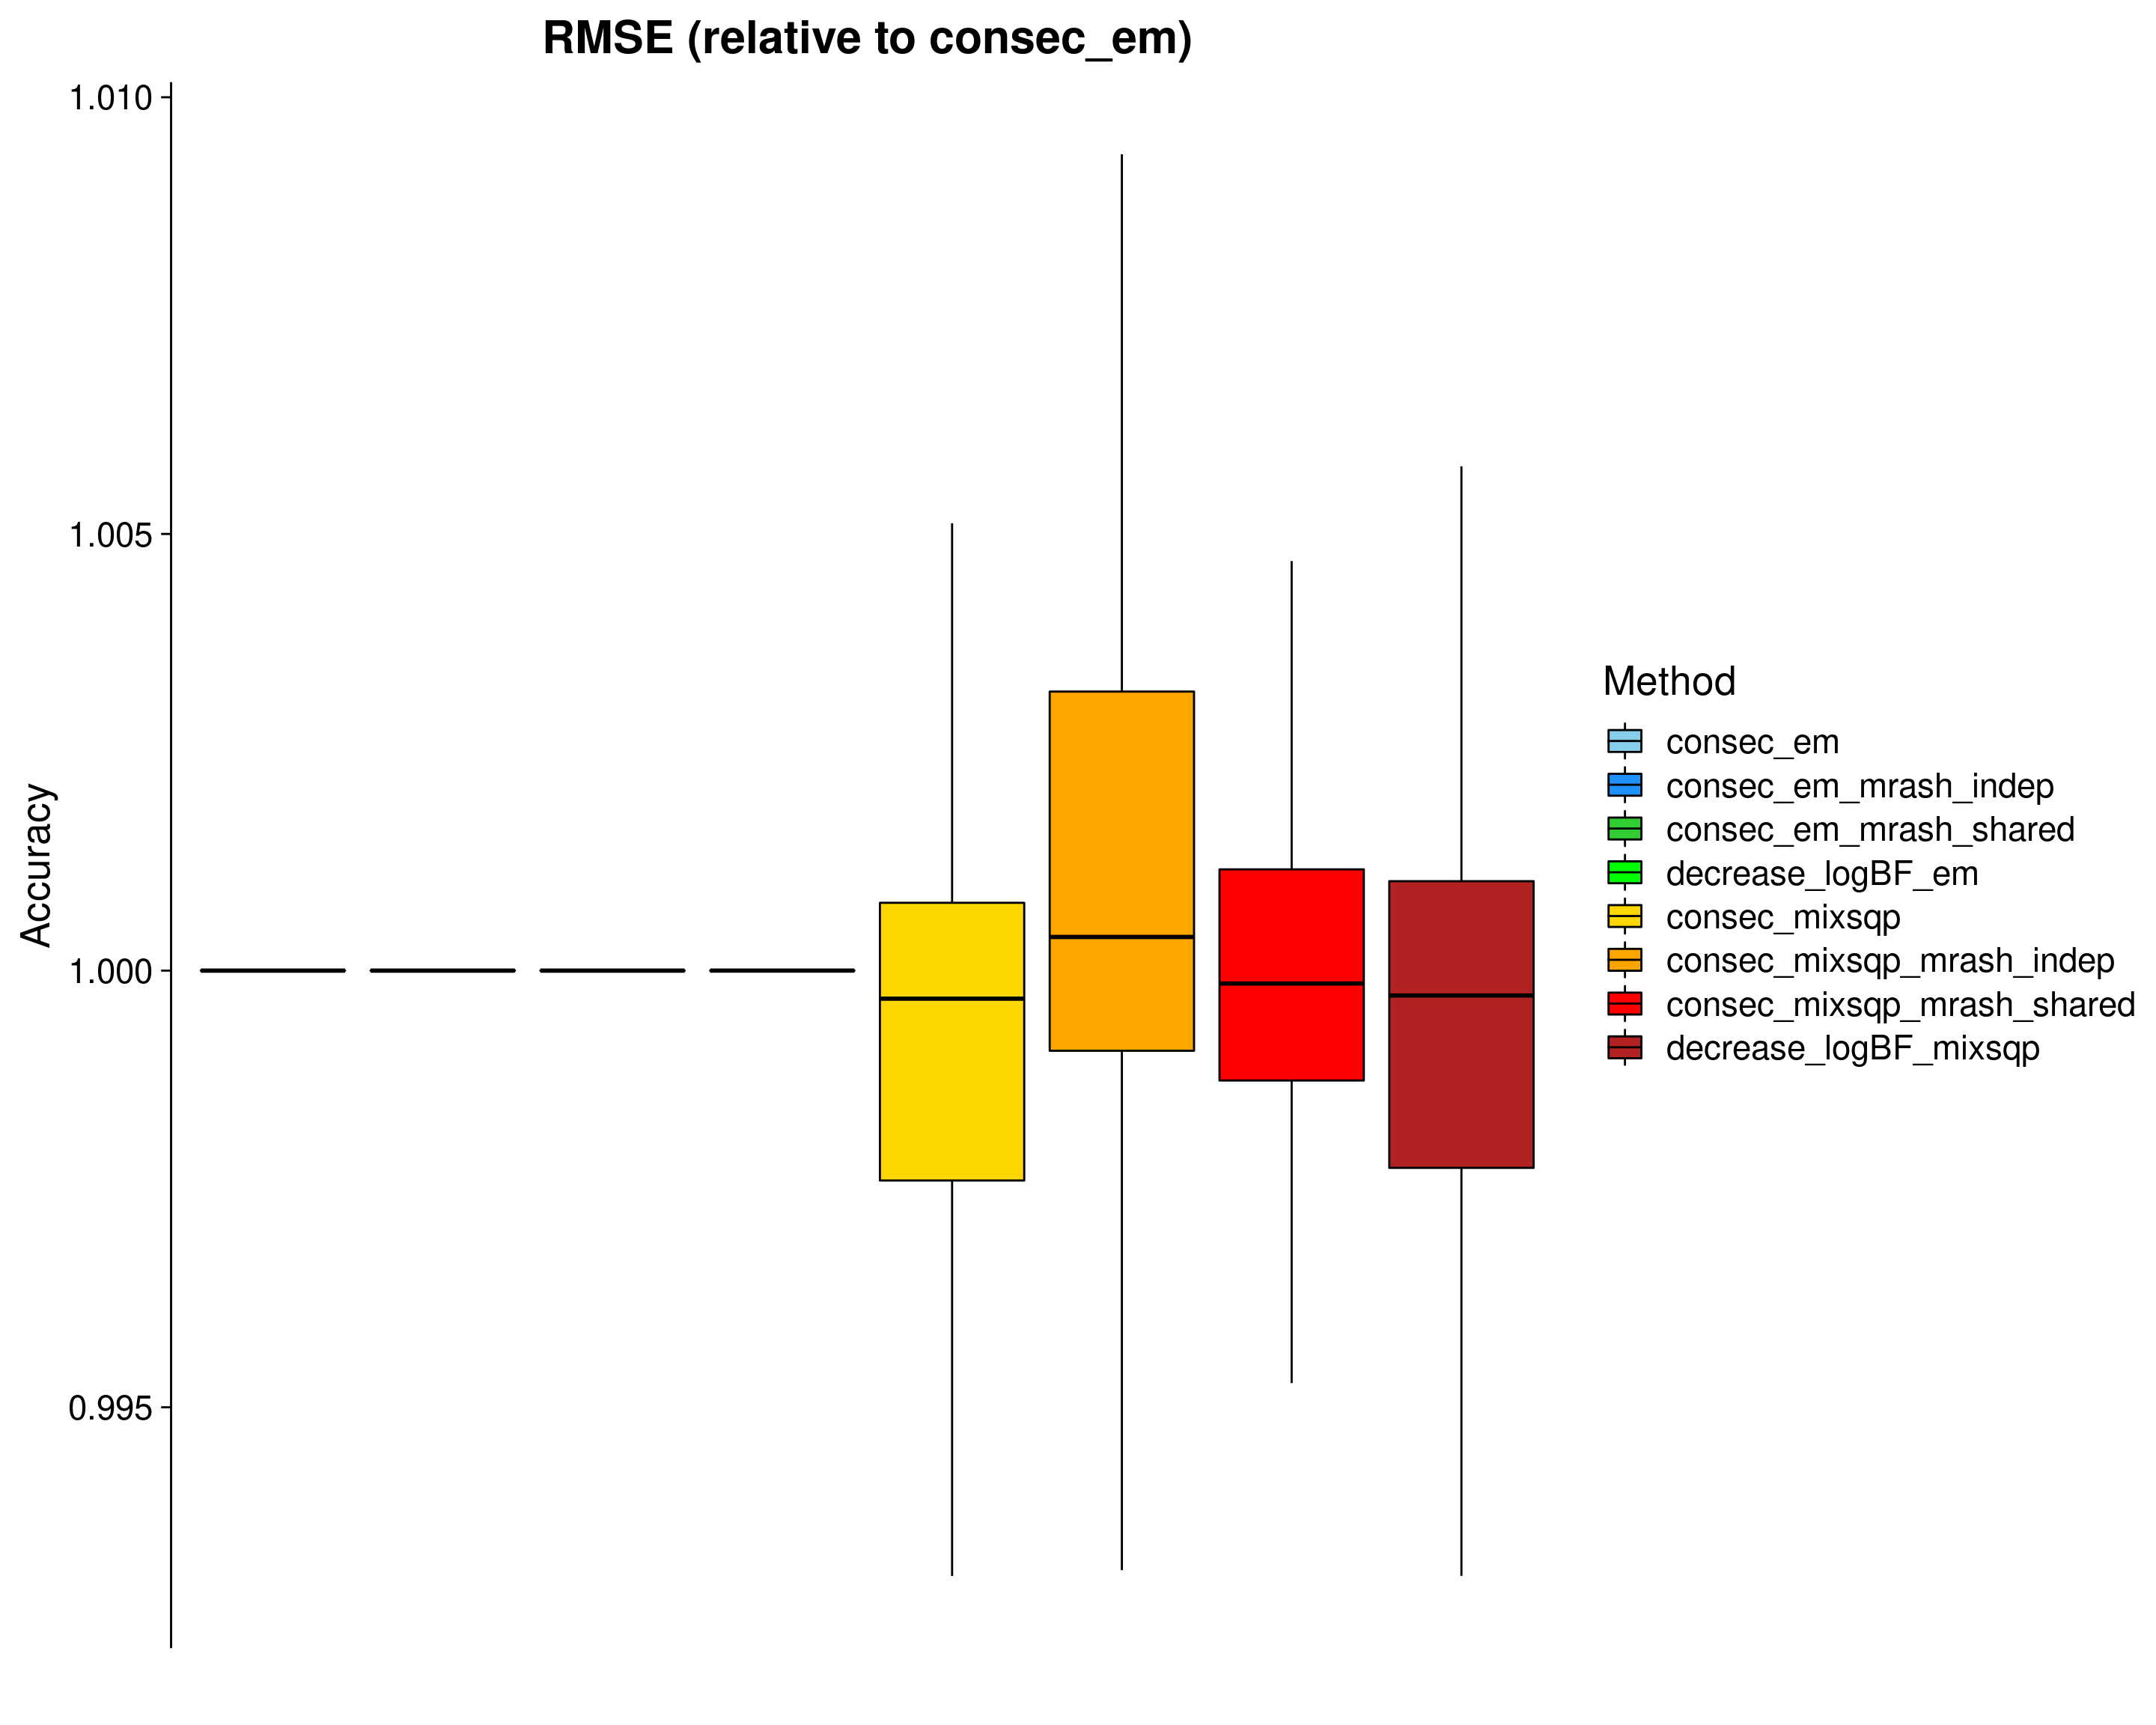 RMSE (relative to consec_em)
1.010
1.005
1.000
0.995
Accuracy
Method
consec_em
consec_em_mrash_indep
consec_em_mrash_shared
decrease_logBF_em
consec_mixsqp
consec_mixsqp_mrash_indep
consec_mixsqp_mrash_shared
decrease_logBF_mixsqp